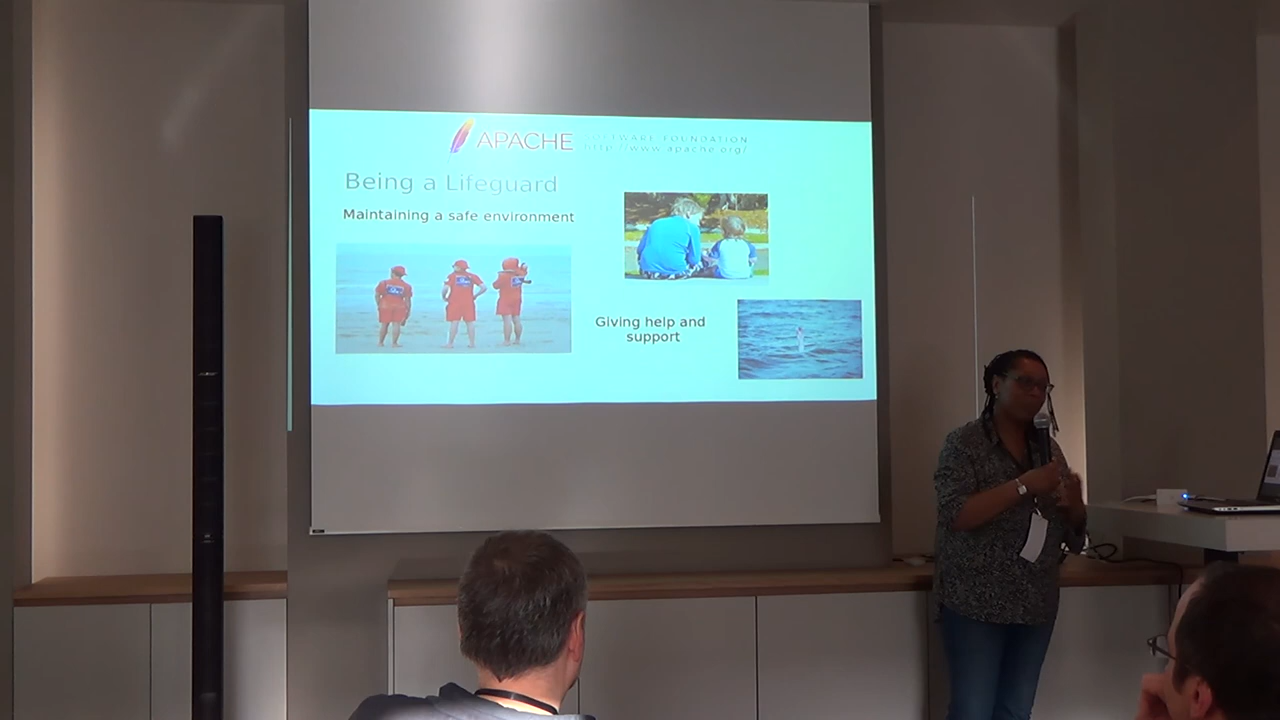 APACHE
SOFTWARE FOUNDATION
http://www.apache.org/
Being a Lifeguard
Maintaining a safe environment
Giving help and
support